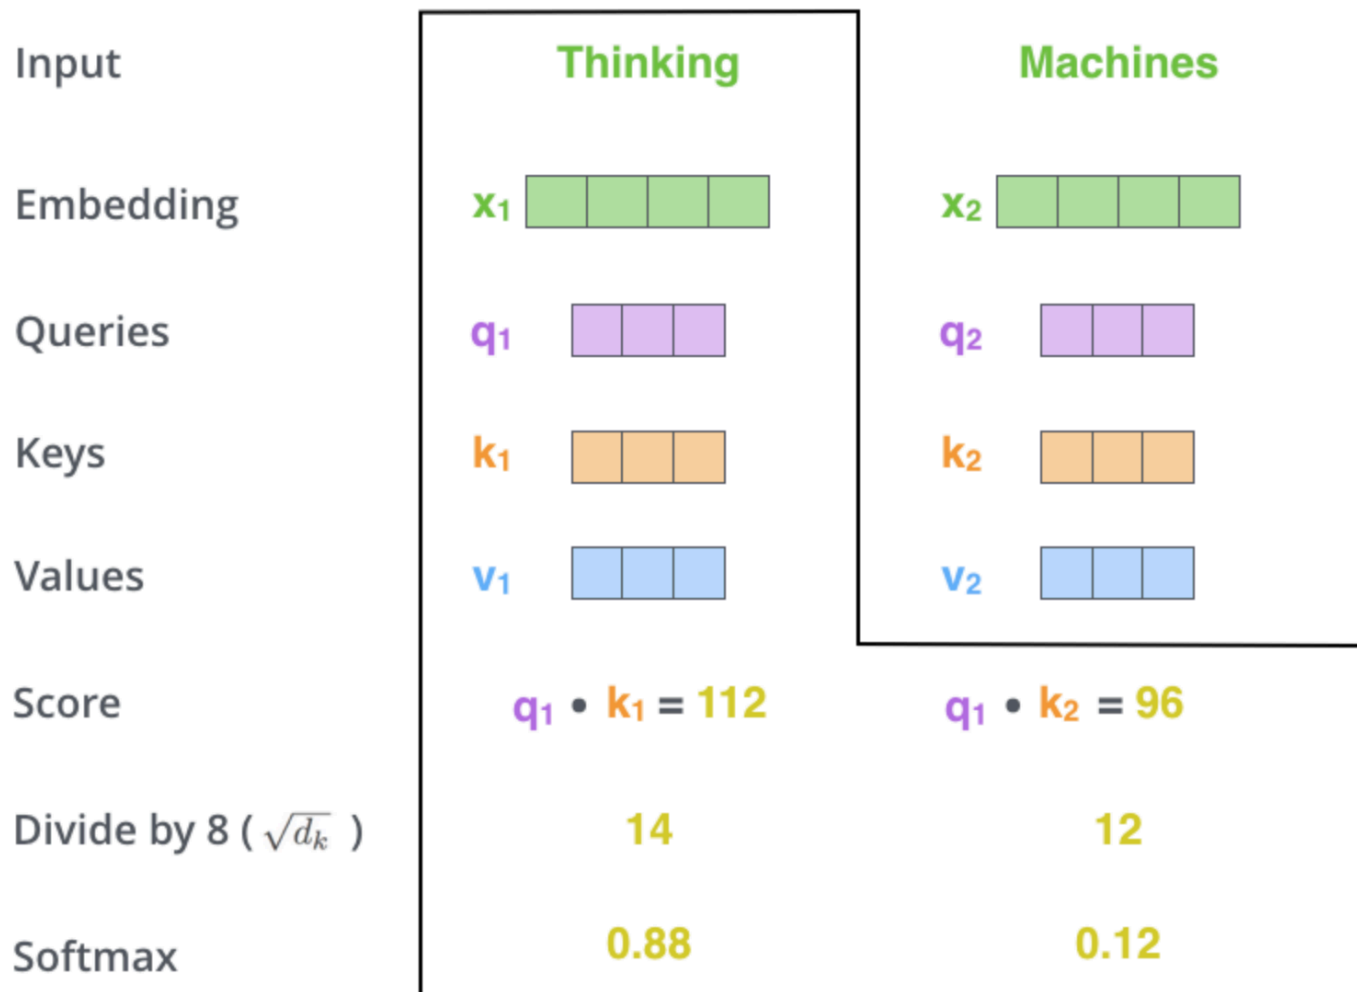 Input Thinking Machines
Embedding x₁ x₂
Queries q₁ q₂
Keys k₁ k₂
Values v₁ v₂
Score q₁ • k₁ = 112 q₁ • k₂ = 96
Divide by 8 ( √dₖ ) 14 12
Softmax 0.88 0.12